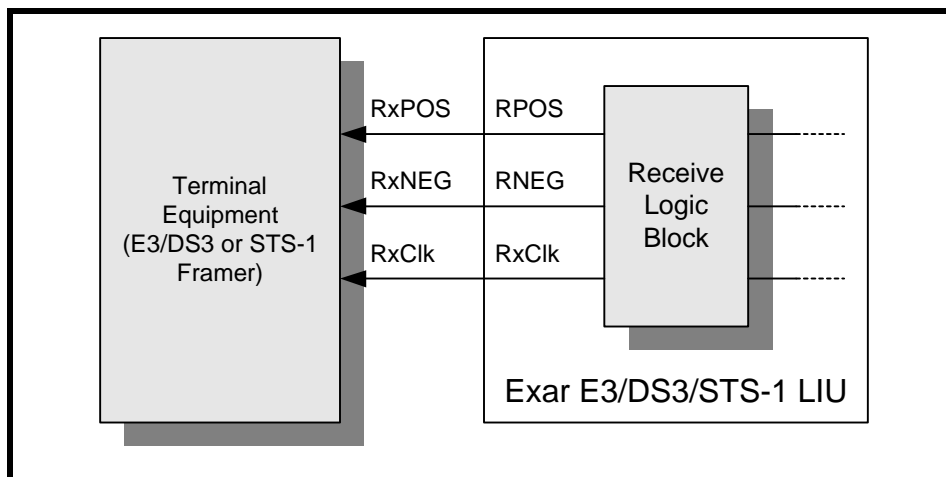 Terminal
Equipment
(E3/DS3 or STS-1
Framer)
RxPOS
RPOS
RxNEG
RNEG
RxClk
RxClk
Receive
Logic
Block
Exar E3/DS3/STS-1 LIU